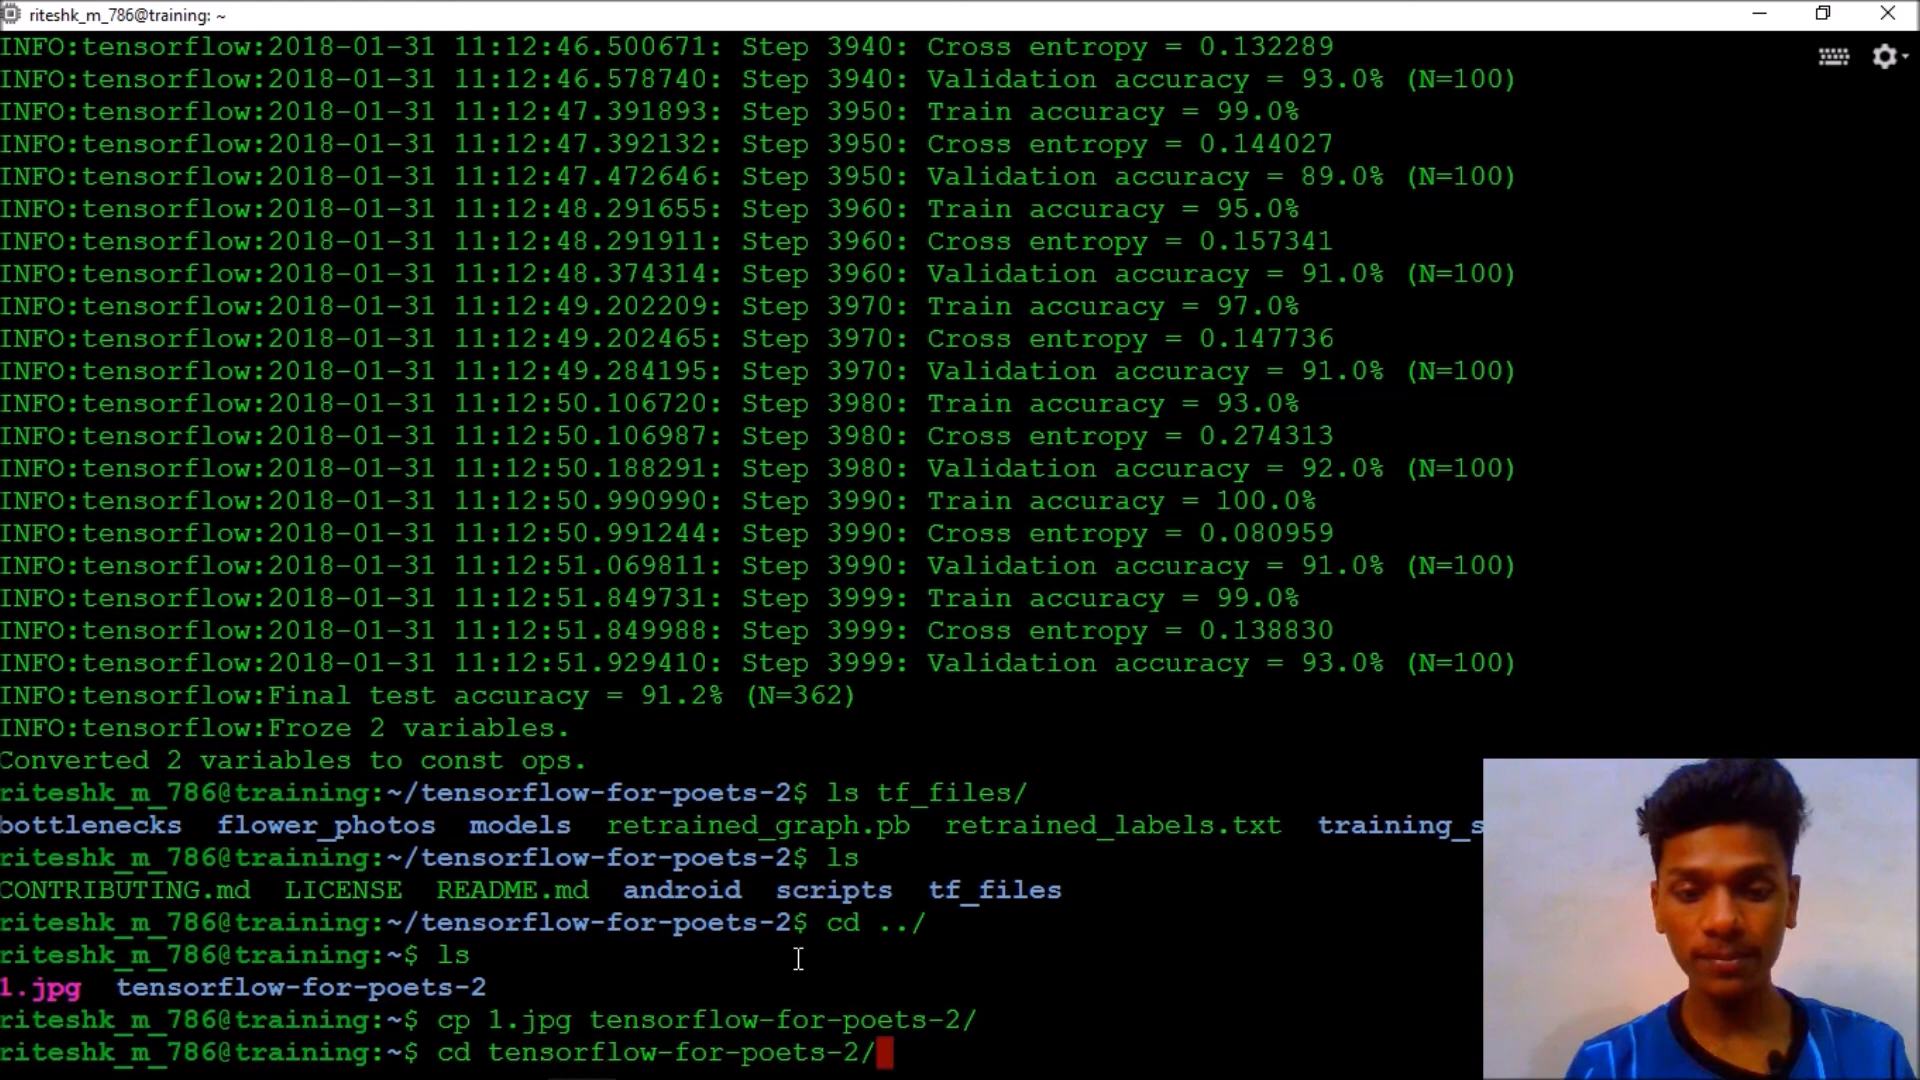 riteshk_m_786@training: ~
INFO:tensorflow:2018-01-31 11:12:46.500671: Step 3940: Cross entropy = 0.132289
INFO:tensorflow:2018-01-31 11:12:46.578740: Step 3940: Validation accuracy = 93.0% (N=100)
INFO:tensorflow:2018-01-31 11:12:47.391893: Step 3950: Train accuracy = 99.0%
INFO:tensorflow:2018-01-31 11:12:47.392132: Step 3950: Cross entropy = 0.144027
INFO:tensorflow:2018-01-31 11:12:47.472646: Step 3950: Validation accuracy = 89.0% (N=100)
INFO:tensorflow:2018-01-31 11:12:48.291655: Step 3960: Train accuracy = 95.0%
INFO:tensorflow:2018-01-31 11:12:48.291911: Step 3960: Cross entropy = 0.157341
INFO:tensorflow:2018-01-31 11:12:48.374314: Step 3960: Validation accuracy = 91.0% (N=100)
INFO:tensorflow:2018-01-31 11:12:49.202209: Step 3970: Train accuracy = 97.0%
INFO:tensorflow:2018-01-31 11:12:49.202465: Step 3970: Cross entropy = 0.147736
INFO:tensorflow:2018-01-31 11:12:49.284195: Step 3970: Validation accuracy = 91.0% (N=100)
INFO:tensorflow:2018-01-31 11:12:50.106720: Step 3980: Train accuracy = 93.0%
INFO:tensorflow:2018-01-31 11:12:50.106987: Step 3980: Cross entropy = 0.274313
INFO:tensorflow:2018-01-31 11:12:50.188291: Step 3980: Validation accuracy = 92.0% (N=100)
INFO:tensorflow:2018-01-31 11:12:50.990990: Step 3990: Train accuracy = 100.0%
INFO:tensorflow:2018-01-31 11:12:50.991244: Step 3990: Cross entropy = 0.080959
INFO:tensorflow:2018-01-31 11:12:51.069811: Step 3990: Validation accuracy = 91.0% (N=100)
INFO:tensorflow:2018-01-31 11:12:51.849731: Step 3999: Train accuracy = 99.0%
INFO:tensorflow:2018-01-31 11:12:51.849988: Step 3999: Cross entropy = 0.138830
INFO:tensorflow:2018-01-31 11:12:51.929410: Step 3999: Validation accuracy = 93.0% (N=100)
INFO:tensorflow:Final test accuracy = 91.2% (N=362)
INFO:tensorflow:Froze 2 variables.
Converted 2 variables to const ops.
riteshk_m_786@training:~/tensorflow-for-poets-2$ ls tf_files/
bottlenecks flower_photos models retrained_graph.pb retrained_labels.txt training_s
riteshk_m_786@training:~/tensorflow-for-poets-2$ ls
CONTRIBUTING.md LICENSE README.md android scripts tf_files
riteshk_m_786@training:~/tensorflow-for-poets-2$ cd ../
riteshk_m_786@training:~$ ls
1.jpg tensorflow-for-poets-2
riteshk_m_786@training:~$ cp 1.jpg tensorflow-for-poets-2/
riteshk_m_786@training:~$ cd tensorflow-for-poets-2/